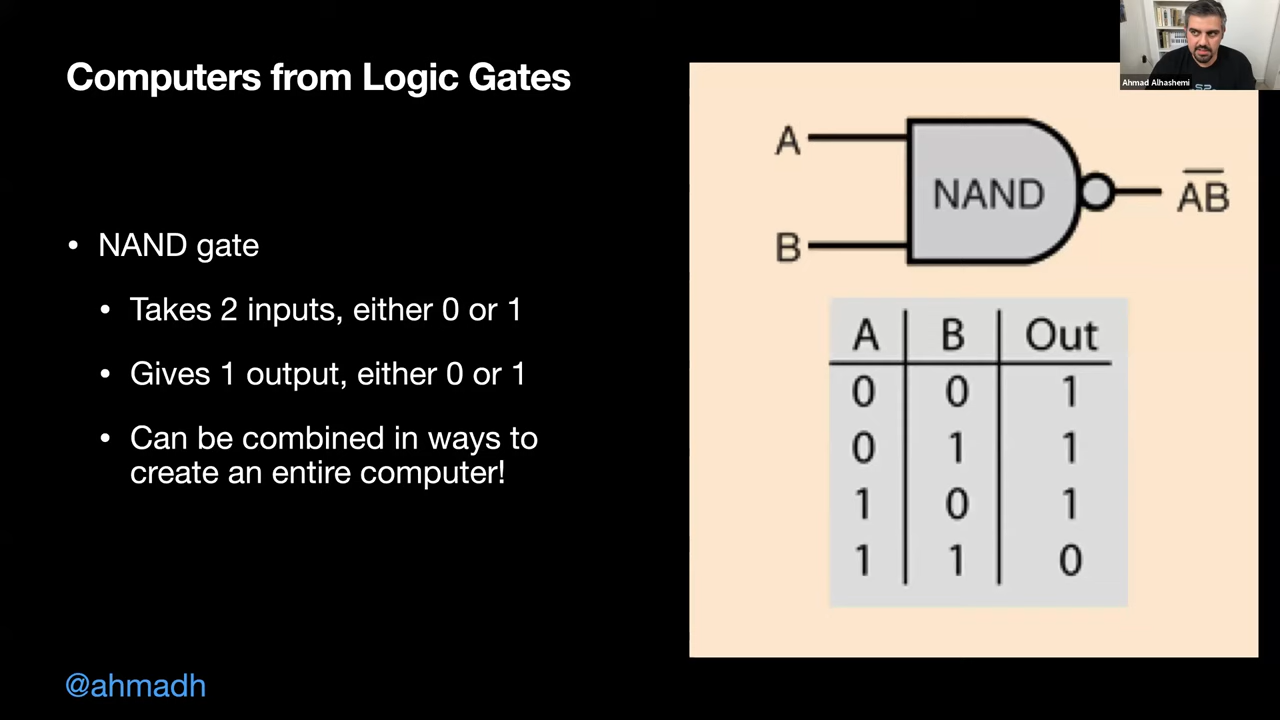 Computers from Logic Gates
• NAND gate
• Takes 2 inputs, either 0 or 1
• Gives 1 output, either 0 or 1
• Can be combined in ways to
create an entire computer!
@ahmadh
Ahmad Alhashemi
A
NAND
A̅B̅
B
A B Out
0 0 1
0 1 1
1 0 1
1 1 0